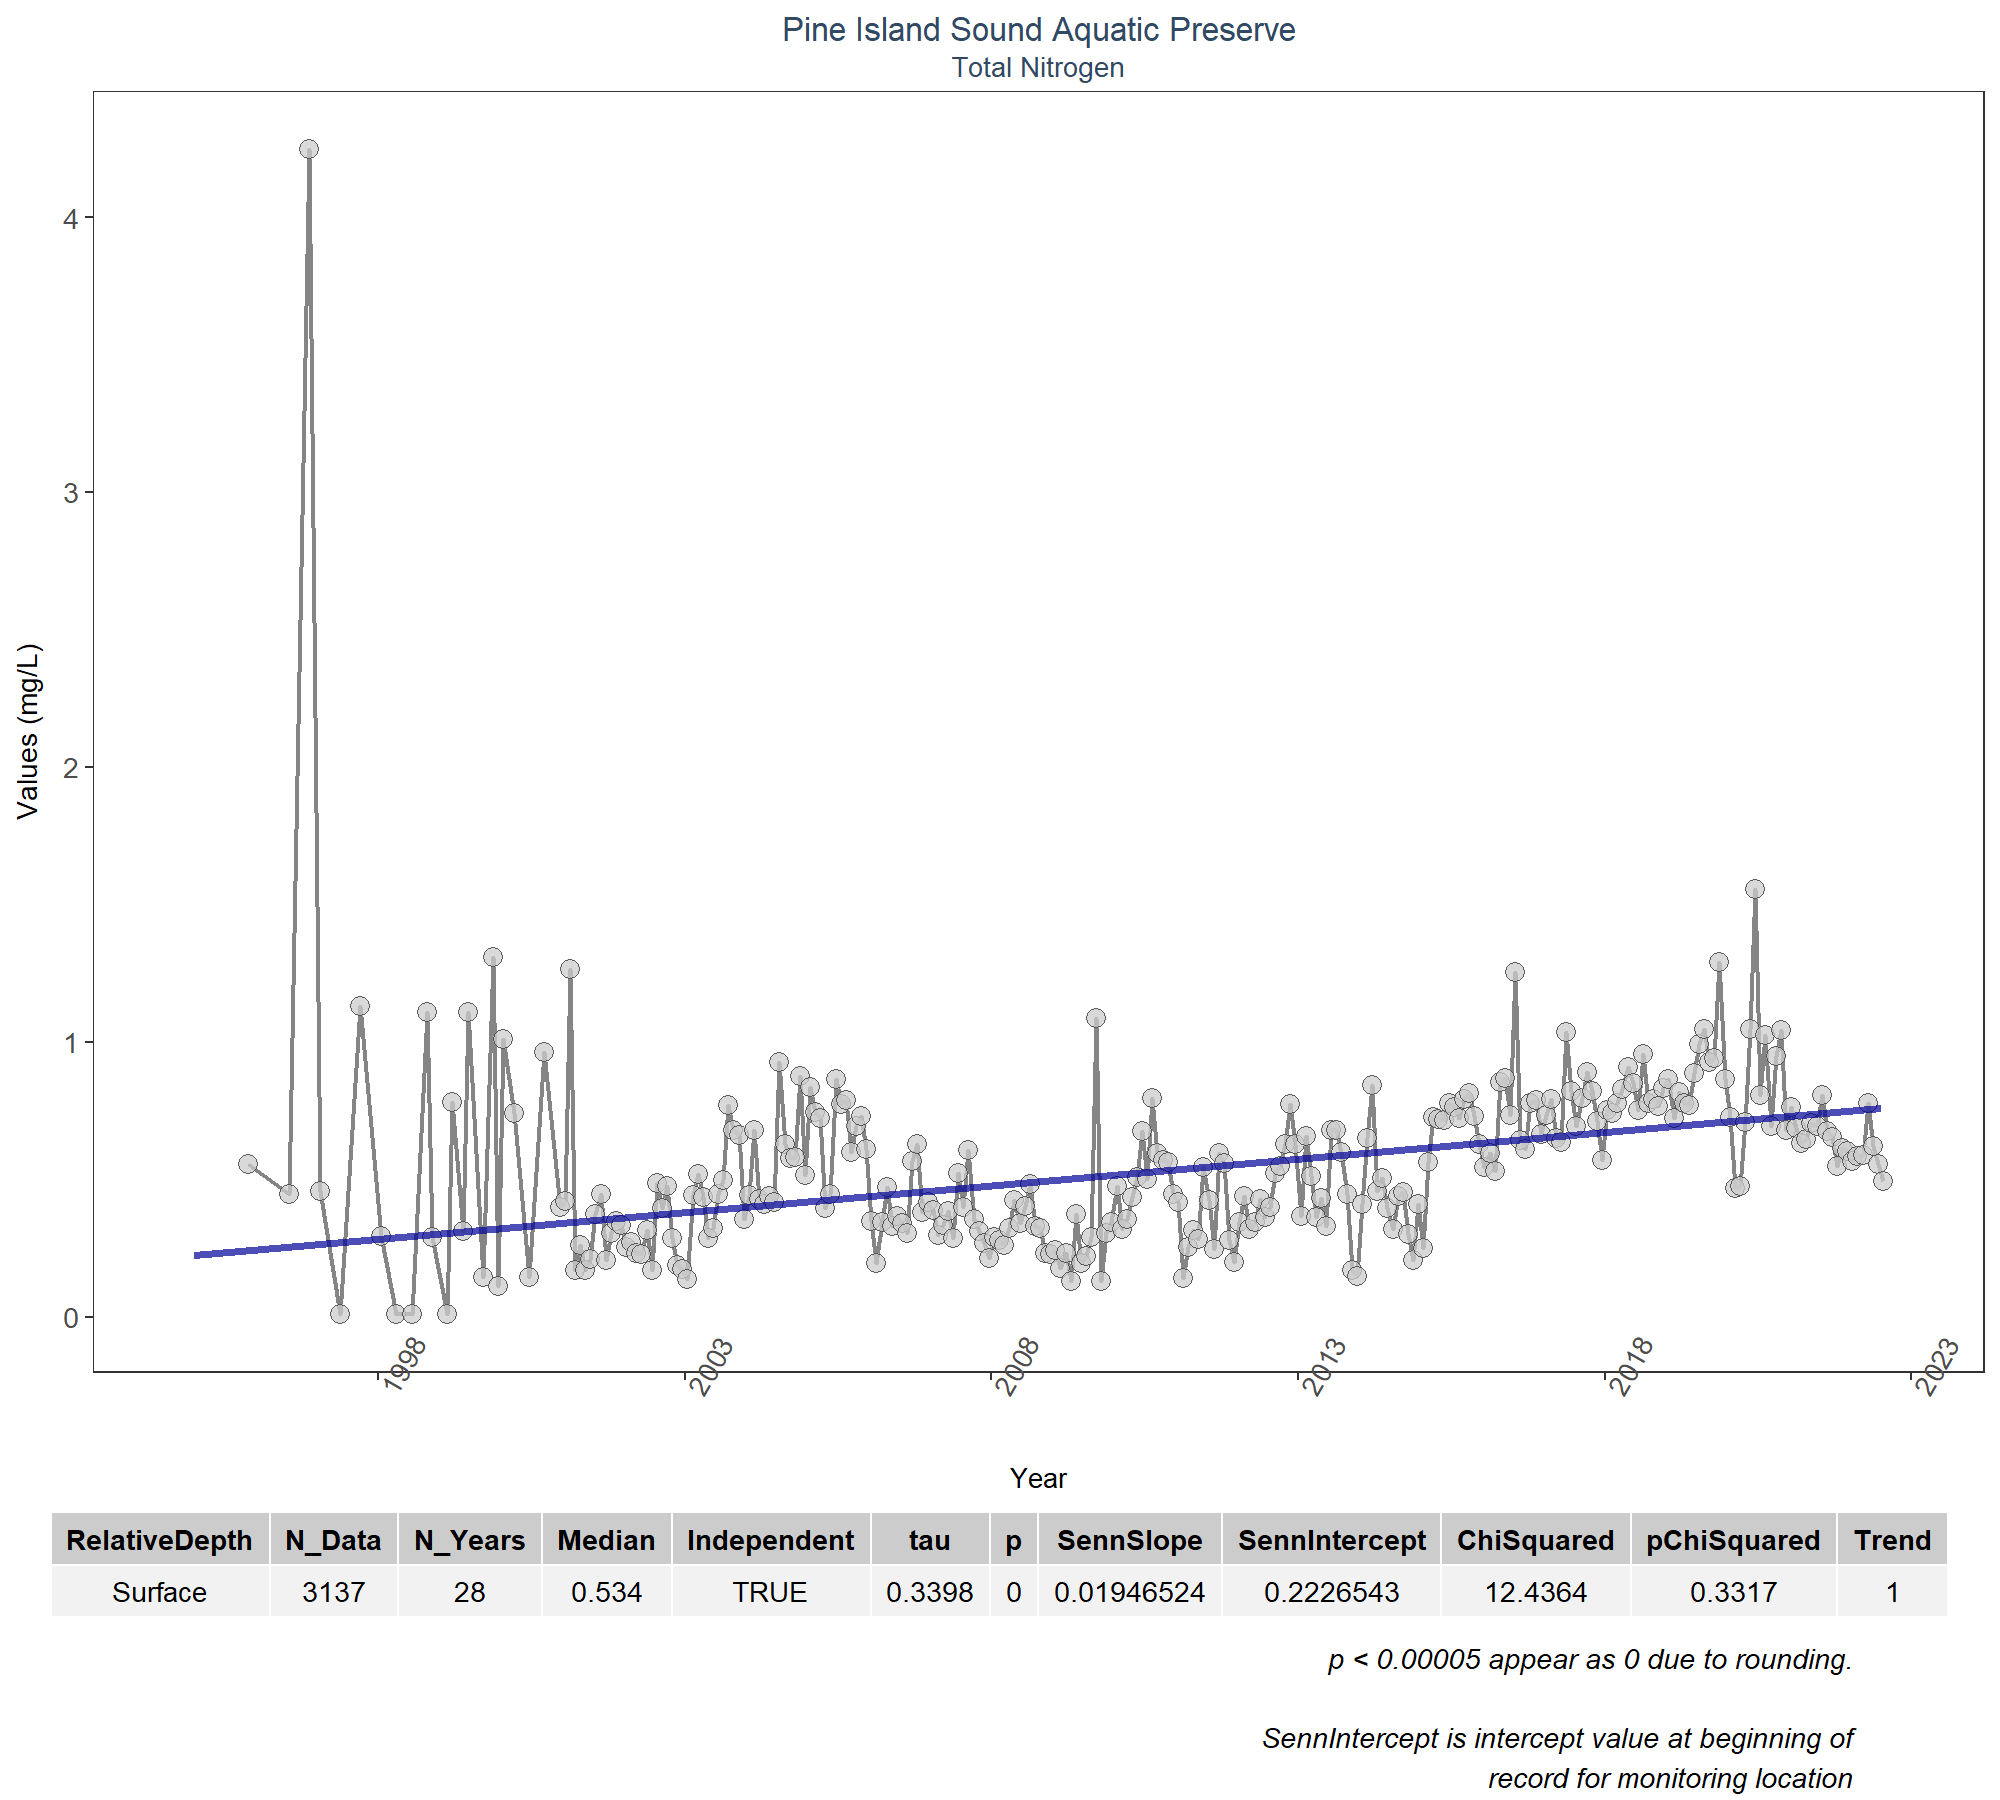 Pine Island Sound Aquatic Preserve
Total Nitrogen
Values (mg/L)
4
3
2
1
0
1998 2003 2008 2013 2018 2023
Year
RelativeDepth N_Data N_Years Median Independent tau p SennSlope SennIntercept ChiSquared pChiSquared Trend
Surface 3137 28 0.534 TRUE 0.3398 0 0.01946524 0.2226543 12.4364 0.3317 1
p < 0.00005 appear as 0 due to rounding.
SennIntercept is intercept value at beginning of
record for monitoring location